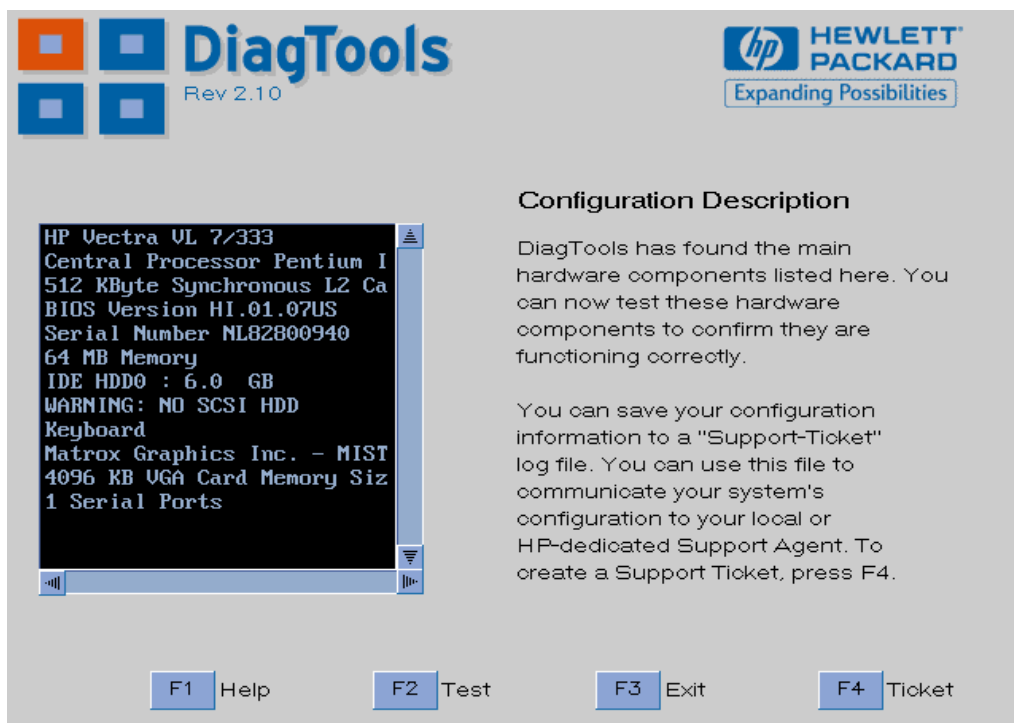 DiagTools
Rev 2.10
hp HEWLETT
PACKARD
Expanding Possibilities
HP Vectra VL 7/333
Central Processor Pentium I
512 KByte Synchronous L2 Ca
BIOS Version HI.01.07US
Serial Number NL82800940
64 MB Memory
IDE HDD0 : 6.0 GB
WARNING: NO SCSI HDD
Keyboard
Matrox Graphics Inc. - MIST
4096 KB VGA Card Memory Siz
1 Serial Ports
Configuration Description
DiagTools has found the main
hardware components listed here. You
can now test these hardware
components to confirm they are
functioning correctly.
You can save your configuration
information to a "Support-Ticket"
log file. You can use this file to
communicate your system's
configuration to your local or
HP-dedicated Support Agent. To
create a Support Ticket, press F4.
F1 Help
F2 Test
F3 Exit
F4 Ticket